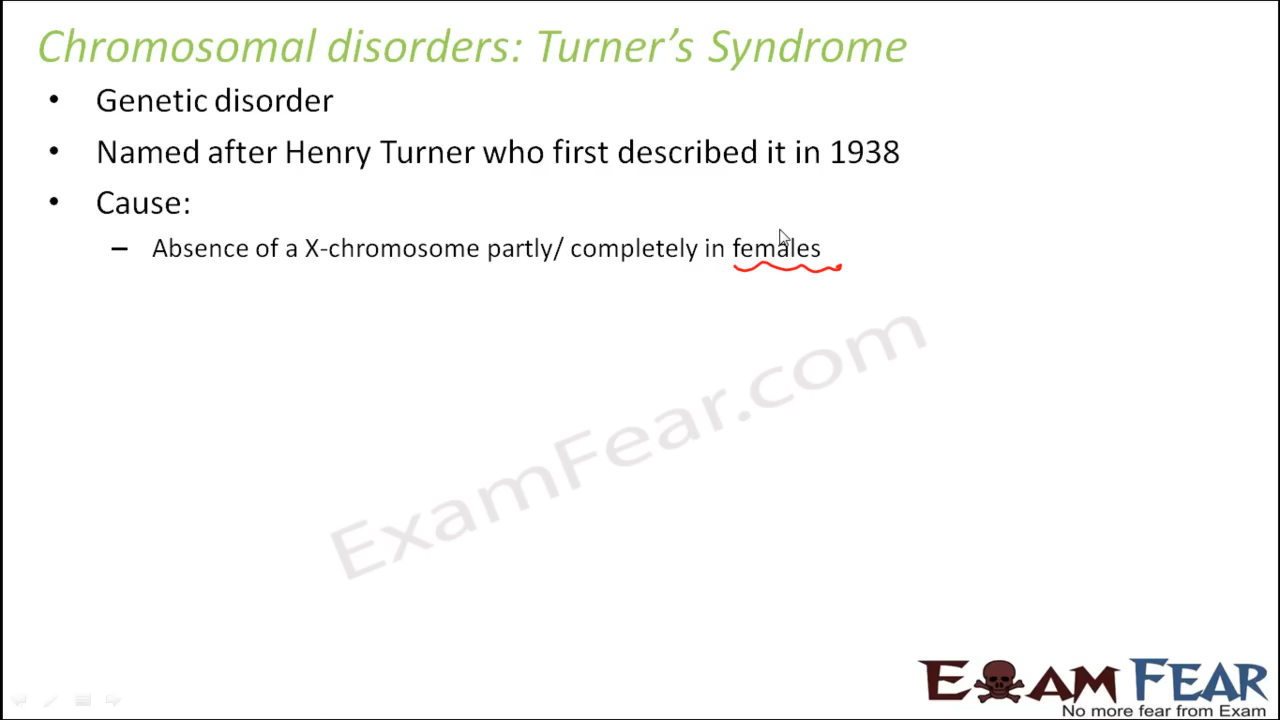 Chromosomal disorders: Turner's Syndrome
• Genetic disorder
• Named after Henry Turner who first described it in 1938
• Cause:
– Absence of a X-chromosome partly/ completely in females
ExamFear.com
EXAM FEAR
No more fear from Exam